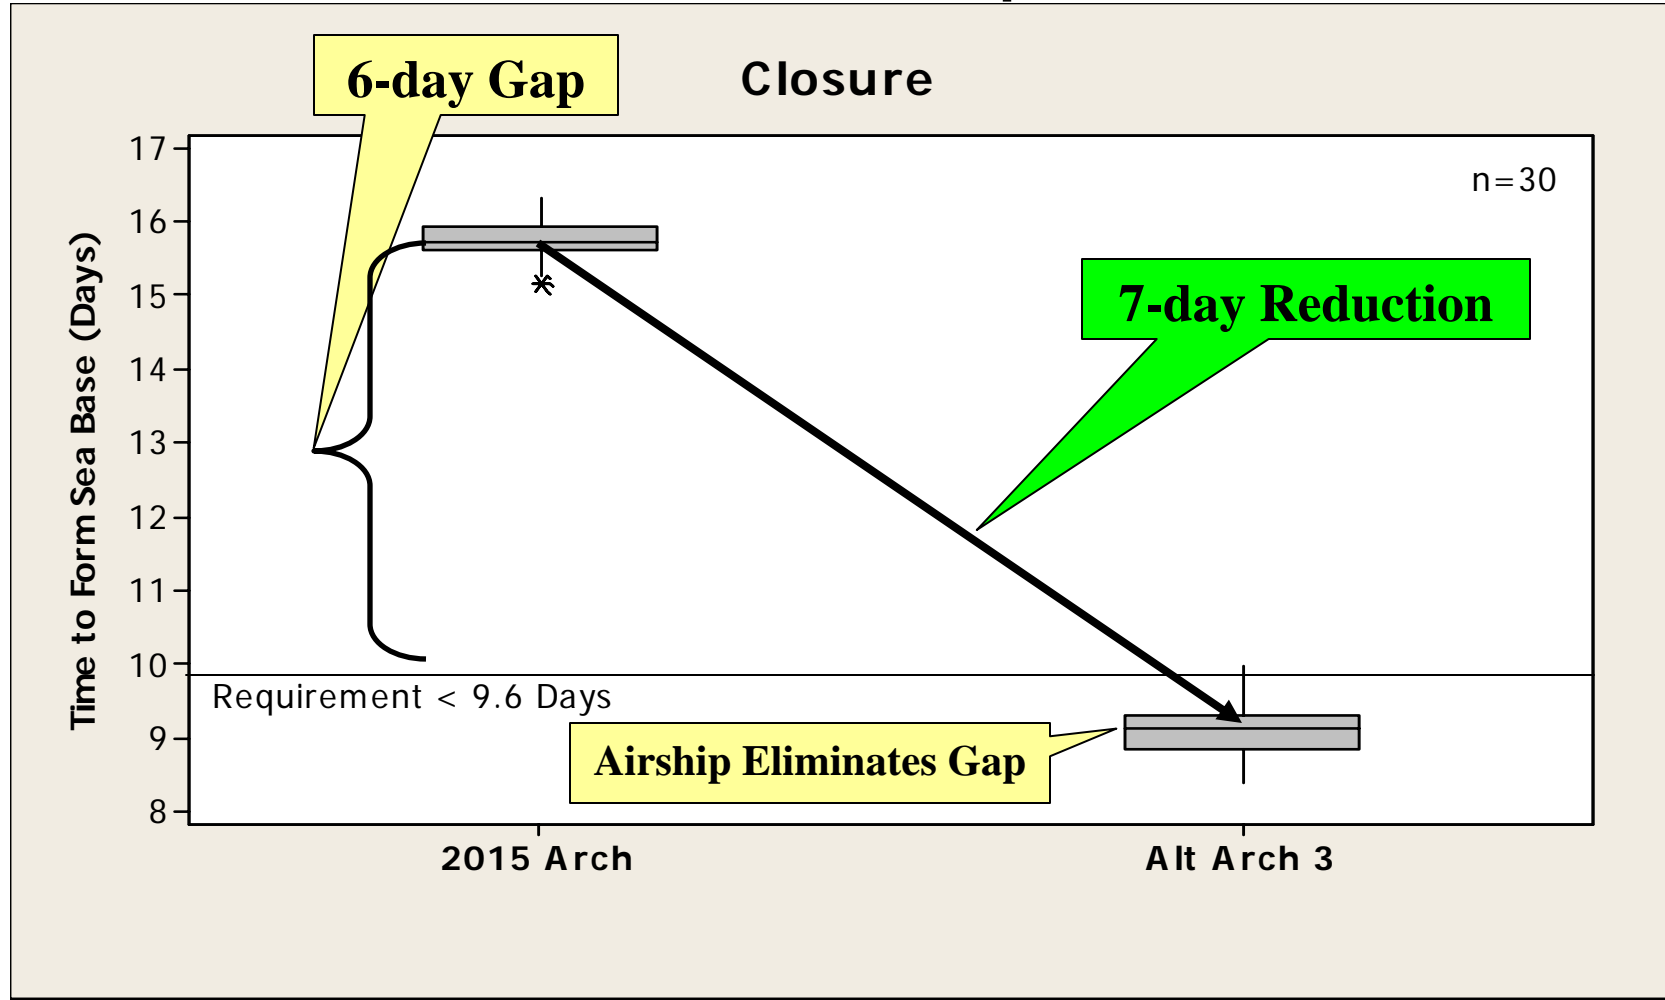 6-day Gap
Closure
n=30
7-day Reduction
Time to Form Sea Base (Days)
17
16
15
14
13
12
11
10
9
8
Requirement < 9.6 Days
Airship Eliminates Gap
2015 Arch
Alt Arch 3